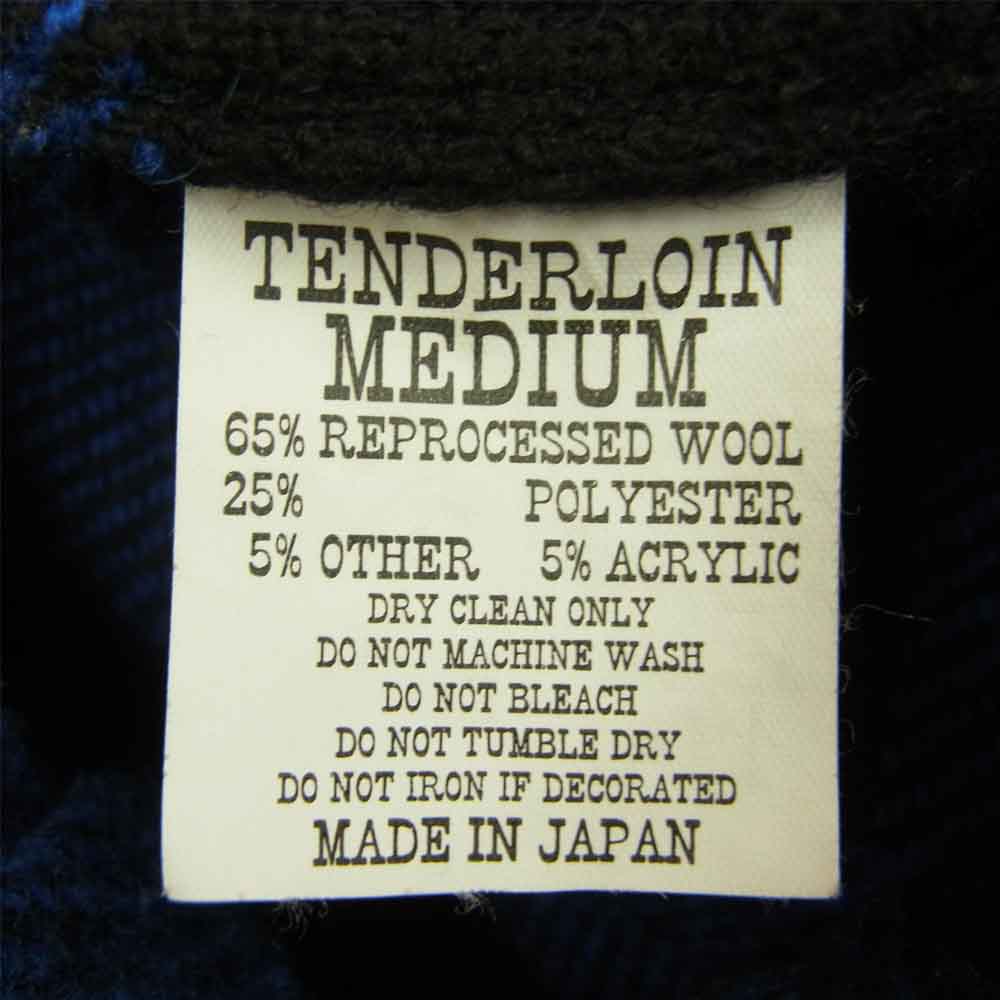 TENDERLOIN
MEDIUM
65% REPROCESSED WOOL
25% POLYESTER
5% OTHER 5% ACRYLIC
DRY CLEAN ONLY
DO NOT MACHINE WASH
DO NOT BLEACH
DO NOT TUMBLE DRY
DO NOT IRON IF DECORATED
MADE IN JAPAN